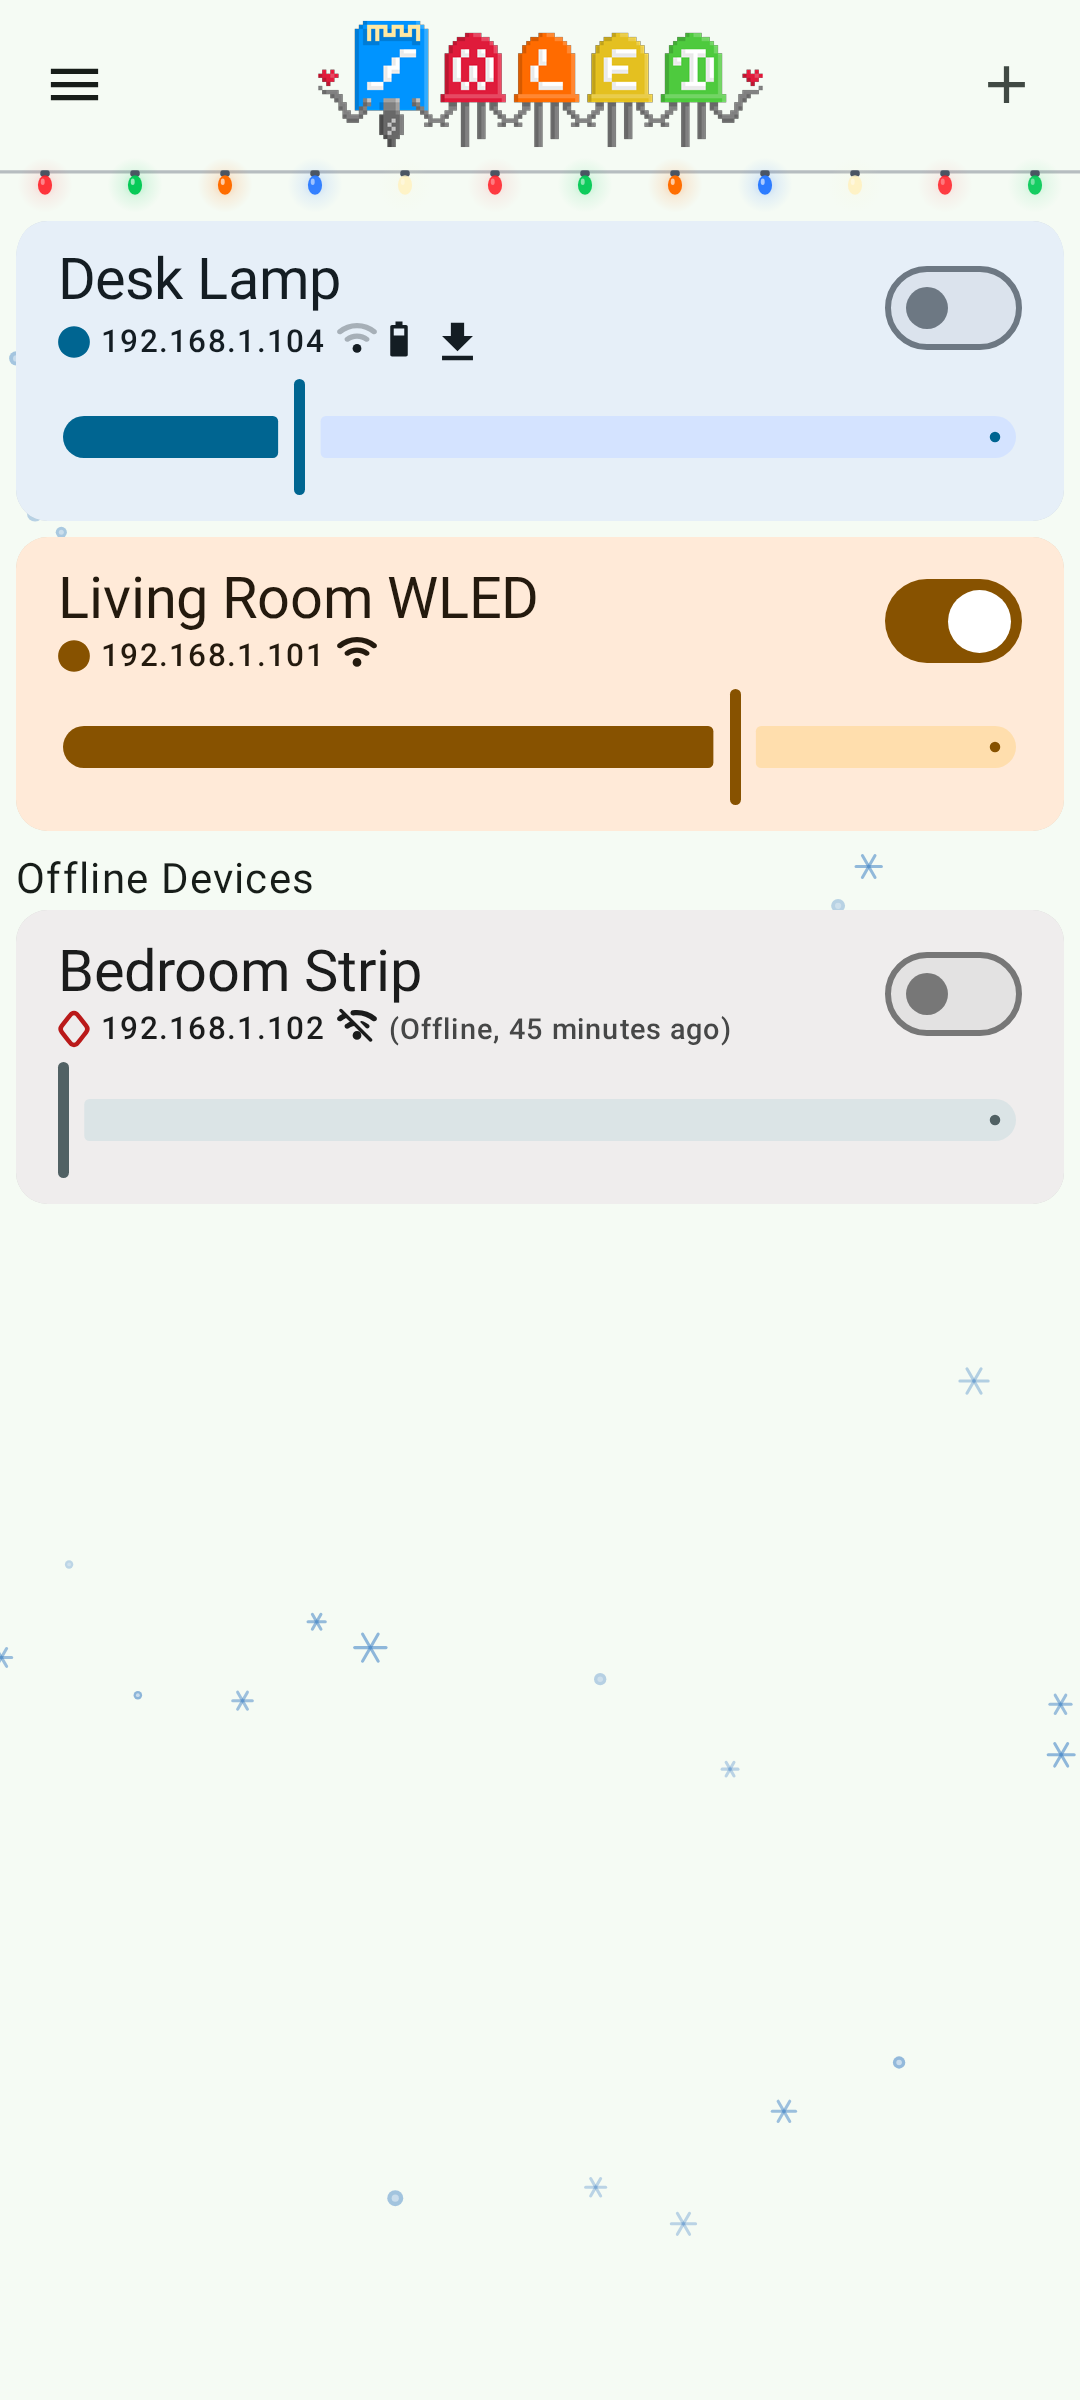 WLED
Desk Lamp
192.168.1.104
Living Room WLED
192.168.1.101
Offline Devices
Bedroom Strip
192.168.1.102 (Offline, 45 minutes ago)